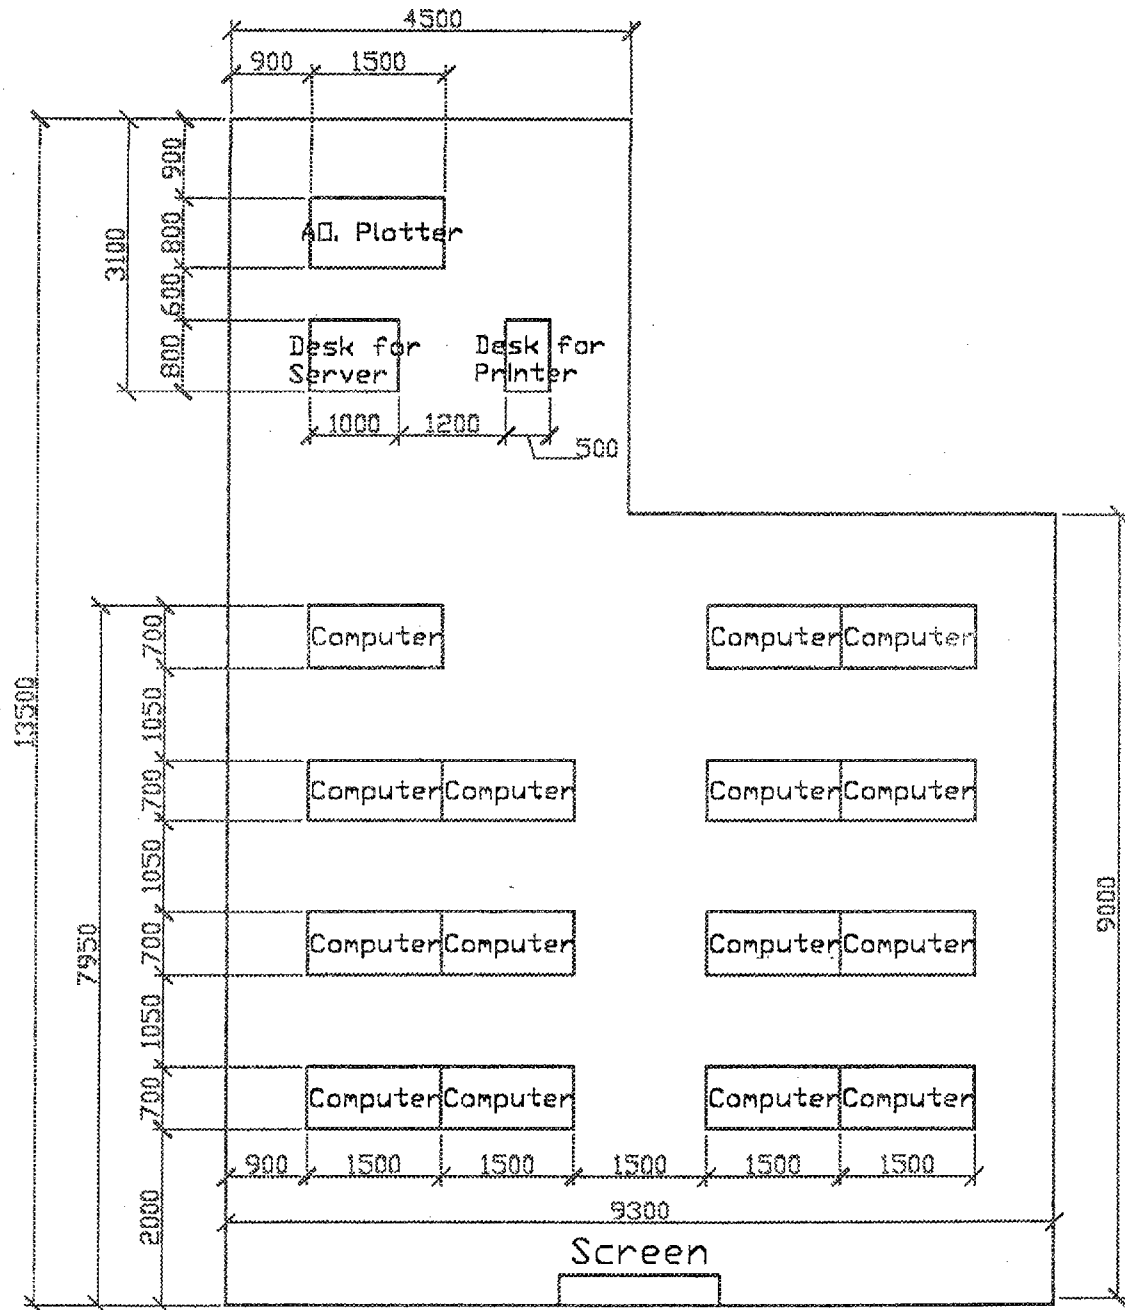 4500
900 1500
900
800
600
800
3100
A0. Plotter
Desk for
Server
Desk for
Printer
1000 1200
500
13500
7950
700
1050
700
1050
700
1050
700
2000
9000
Computer Computer Computer
Computer Computer Computer Computer
Computer Computer Computer Computer
Computer Computer Computer Computer
900 1500 1500 1500 1500 1500
9300
Screen